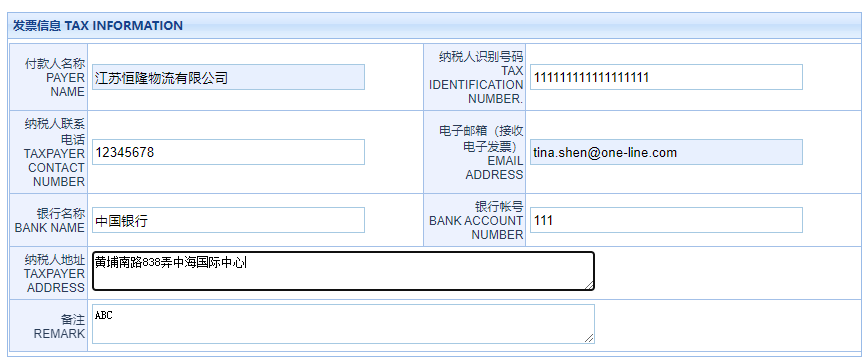 发票信息 TAX INFORMATION
付款人名称
PAYER
NAME
江苏恒隆物流有限公司
纳税人识别号码
TAX
IDENTIFICATION
NUMBER.
111111111111111111
纳税人联系
电话
TAXPAYER
CONTACT
NUMBER
12345678
电子邮箱（接收
电子发票）
EMAIL
ADDRESS
tina.shen@one-line.com
银行名称
BANK NAME
中国银行
银行帐号
BANK ACCOUNT
NUMBER
111
纳税人地址
TAXPAYER
ADDRESS
黄埔南路838弄中海国际中心
备注
REMARK
ABC